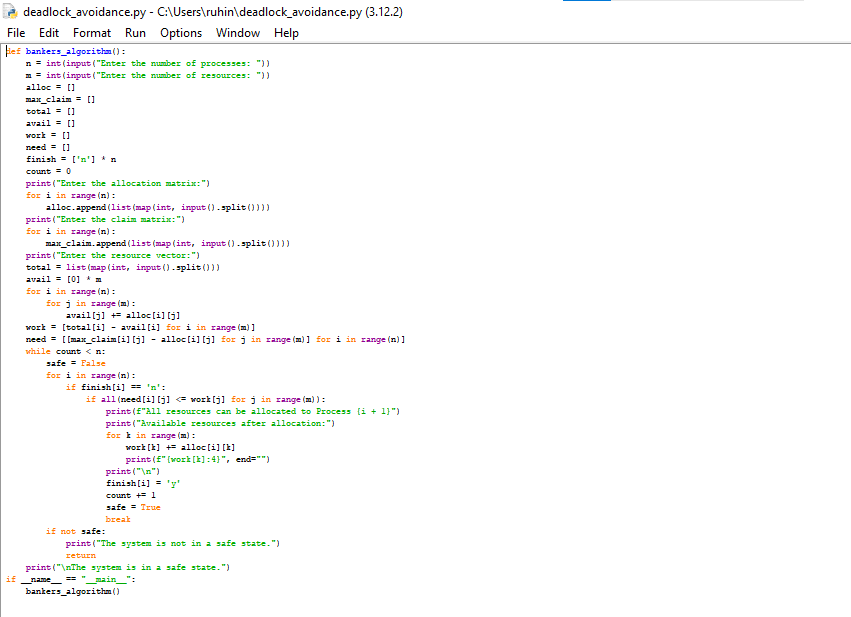 deadlock_avoidance.py - C:\Users\ruhin\deadlock_avoidance.py (3.12.2)
File Edit Format Run Options Window Help
def bankers_algorithm():
    n = int(input("Enter the number of processes: "))
    m = int(input("Enter the number of resources: "))
    alloc = []
    max_claim = []
    total = []
    avail = []
    work = []
    need = []
    finish = ['n'] * n
    count = 0
    print("Enter the allocation matrix:")
    for i in range(n):
        alloc.append(list(map(int, input().split())))
    print("Enter the claim matrix:")
    for i in range(n):
        max_claim.append(list(map(int, input().split())))
    print("Enter the resource vector:")
    total = list(map(int, input().split()))
    avail = [0] * m
    for i in range(n):
        for j in range(m):
            avail[j] += alloc[i][j]
    work = [total[i] - avail[i] for i in range(m)]
    need = [[max_claim[i][j] - alloc[i][j] for j in range(m)] for i in range(n)]
    while count < n:
        safe = False
        for i in range(n):
            if finish[i] == 'n':
                if all(need[i][j] <= work[j] for j in range(m)):
                    print(f"All resources can be allocated to Process {i + 1}")
                    print("Available resources after allocation:")
                    for k in range(m):
                        work[k] += alloc[i][k]
                        print(f"{work[k]:4}", end="")
                    print("\n")
                    finish[i] = 'y'
                    count += 1
                    safe = True
                    break
        if not safe:
            print("The system is not in a safe state.")
            return
    print("\nThe system is in a safe state.")
if __name__ == "__main__":
    bankers_algorithm()